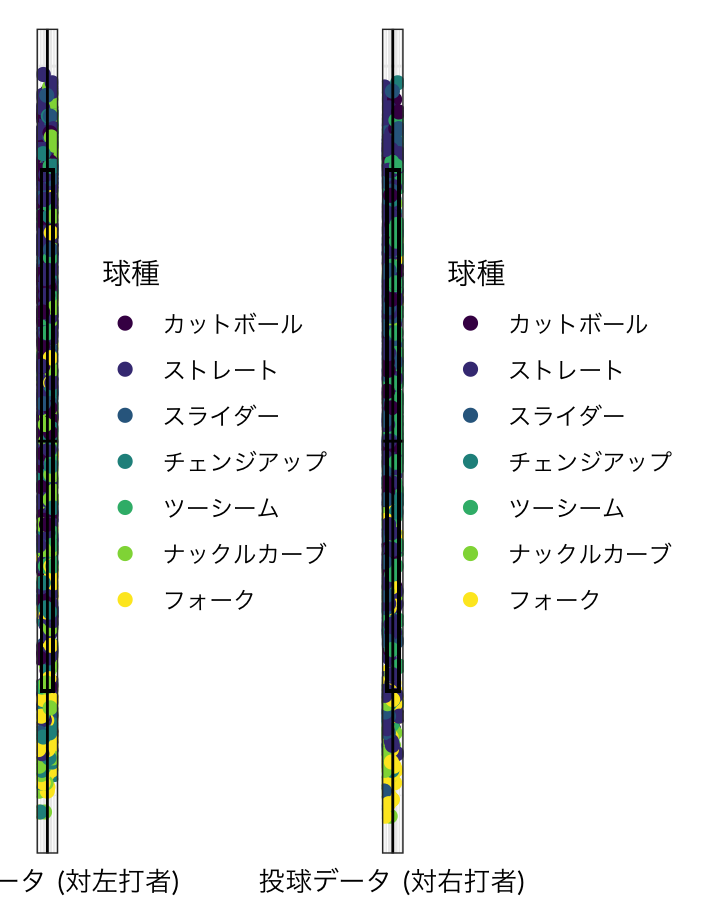 球種
カットボール
ストレート
スライダー
チェンジアップ
ツーシーム
ナックルカーブ
フォーク
球種
カットボール
ストレート
スライダー
チェンジアップ
ツーシーム
ナックルカーブ
フォーク
ータ (対左打者)
投球データ (対右打者)